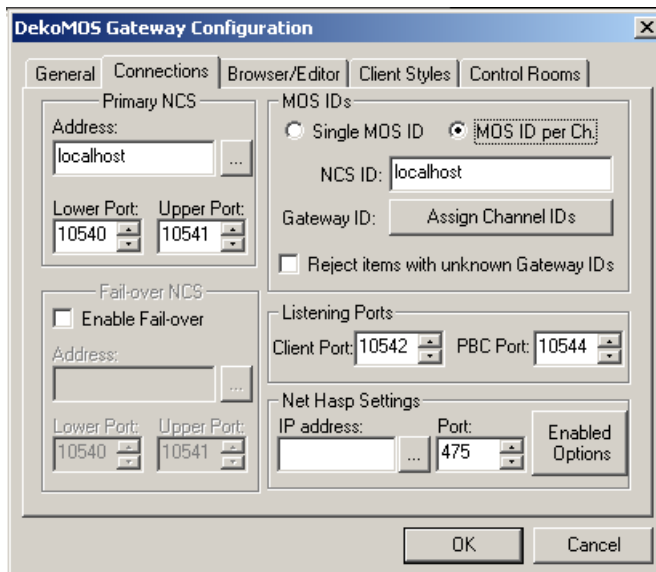 DekoMOS Gateway Configuration
General Connections Browser/Editor Client Styles Control Rooms
Primary NCS
Address:
localhost ...
Lower Port: Upper Port:
10540 10541
Fail-over NCS
Enable Fail-over
Address:
...
Lower Port: Upper Port:
10540 10541
MOS IDs
Single MOS ID MOS ID per Ch.
NCS ID: localhost
Gateway ID: Assign Channel IDs
Reject items with unknown Gateway IDs
Listening Ports
Client Port: 10542 PBC Port: 10544
Net Hasp Settings
IP address: Port:
... 475
Enabled
Options
OK Cancel